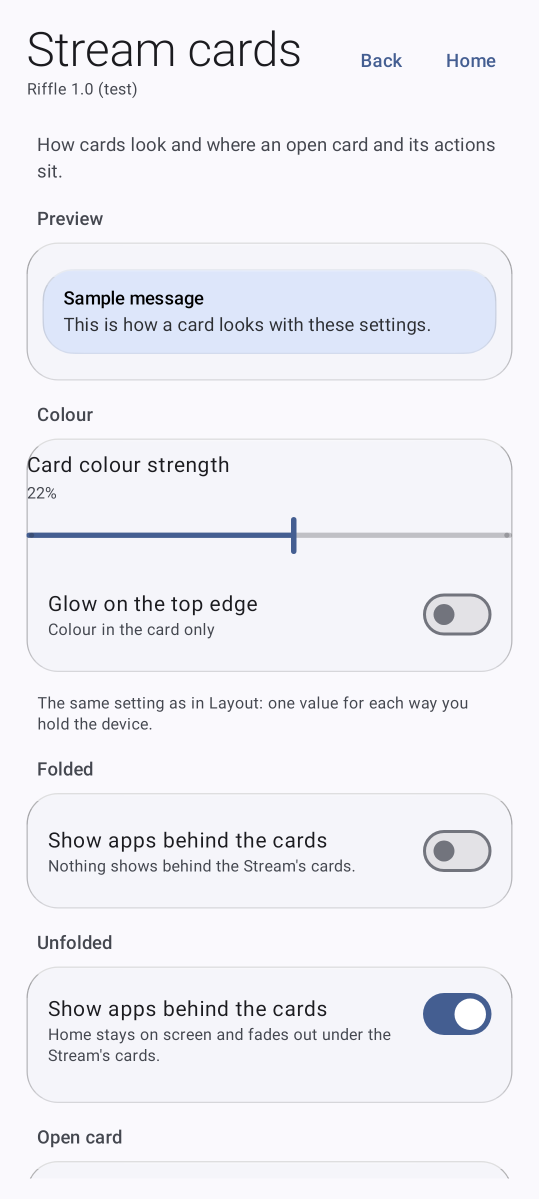 Stream cards
Back
Home
Riffle 1.0 (test)
How cards look and where an open card and its actions
sit.
Preview
Sample message
This is how a card looks with these settings.
Colour
Card colour strength
22%
Glow on the top edge
Colour in the card only
The same setting as in Layout: one value for each way you
hold the device.
Folded
Show apps behind the cards
Nothing shows behind the Stream's cards.
Unfolded
Show apps behind the cards
Home stays on screen and fades out under the
Stream's cards.
Open card